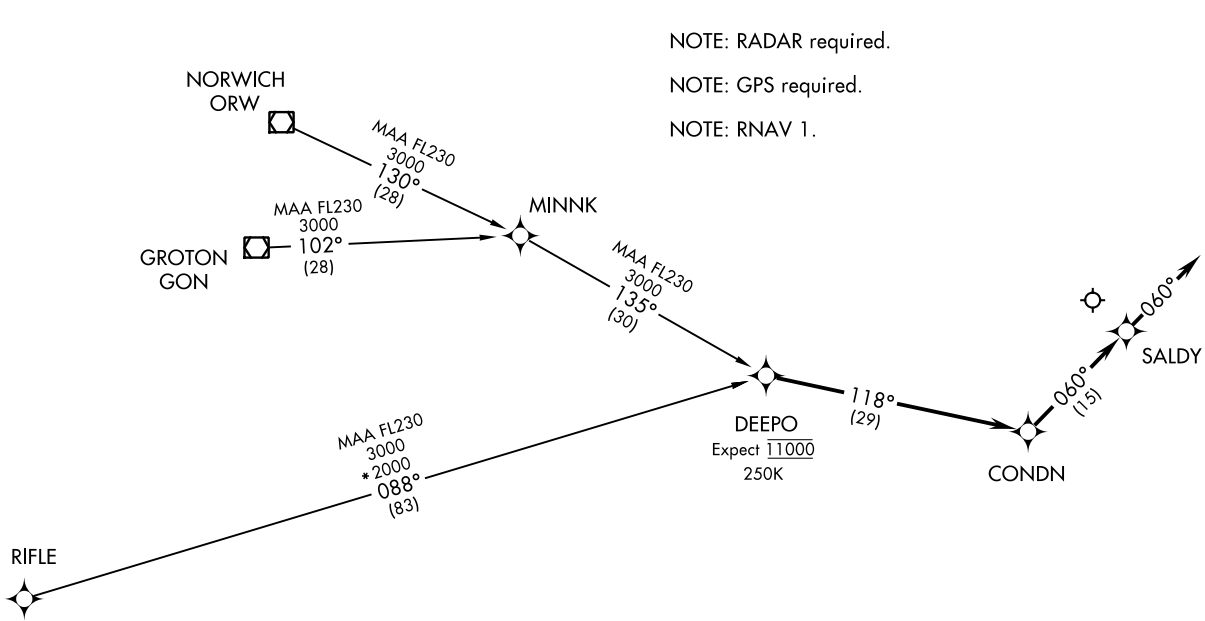 NOTE: RADAR required.
NOTE: GPS required.
NOTE: RNAV 1.
NORWICH
ORW
MAA FL230
3000
130°
(28)
MINNK
MAA FL230
3000
102°
(28)
GROTON
GON
MAA FL230
3000
135°
(30)
060°
SALDY
060°
(15)
118°
(29)
DEEPO
Expect 11000
250K
CONDN
MAA FL230
3000
*2000
088°
(83)
RIFLE